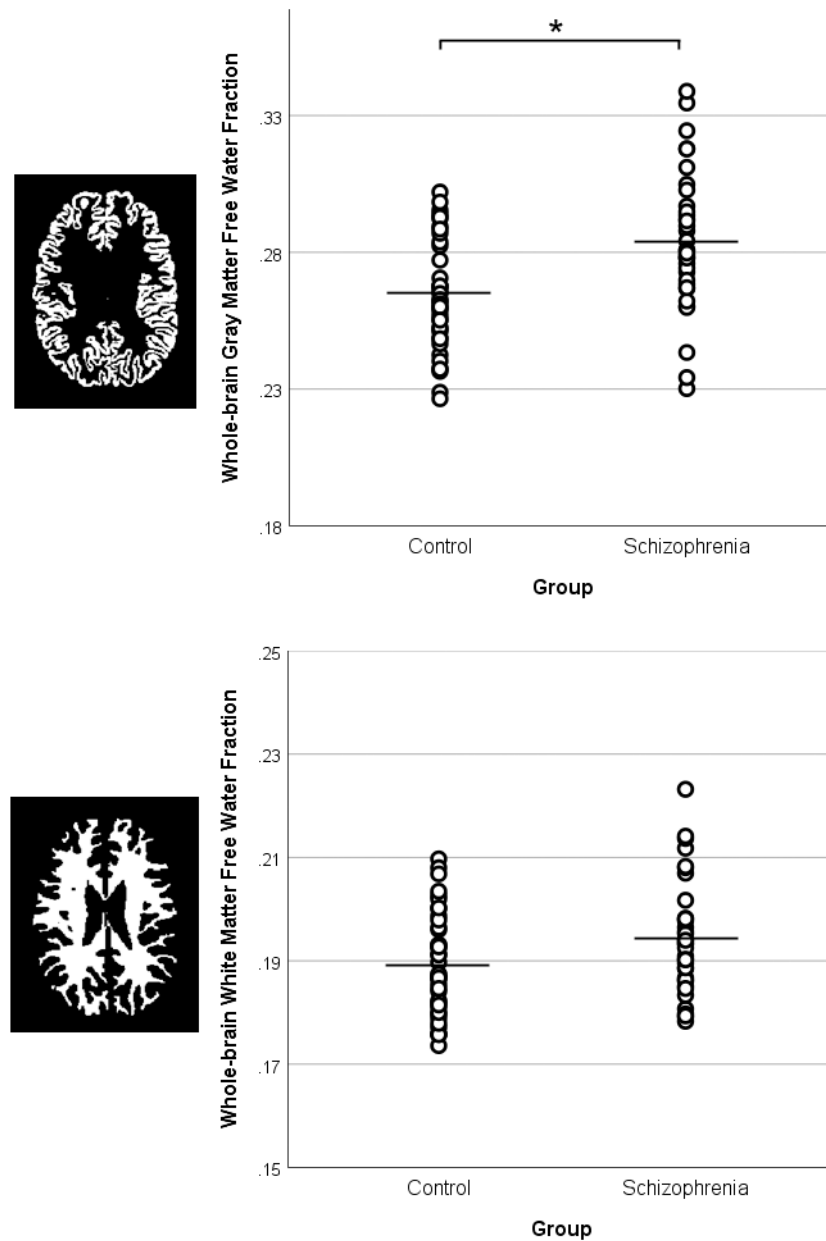 *
Whole-brain Gray Matter Free Water Fraction
.33
.28
.23
.18
Control Schizophrenia
Group
Whole-brain White Matter Free Water Fraction
.25
.23
.21
.19
.17
.15
Control Schizophrenia
Group